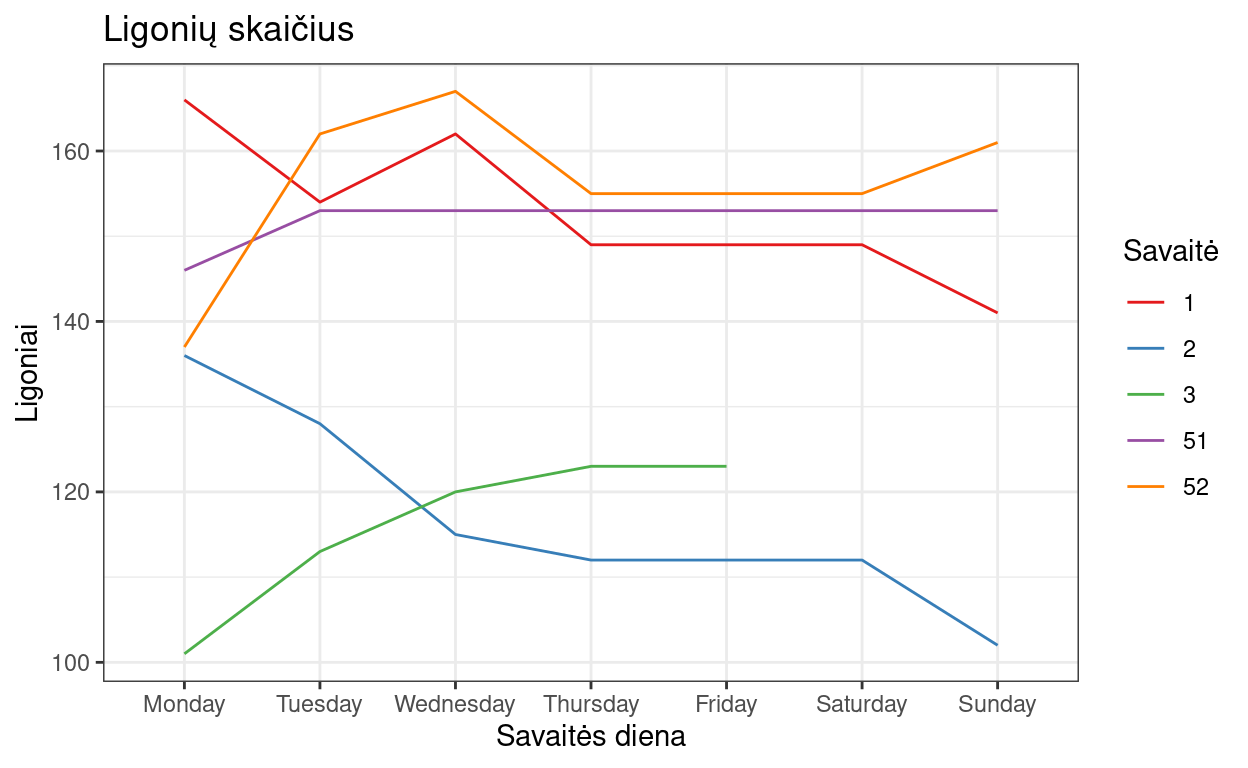 Ligonių skaičius
Ligoniai
160
140
120
100
Monday Tuesday Wednesday Thursday Friday Saturday Sunday
Savaitės diena
Savaitė
1
2
3
51
52